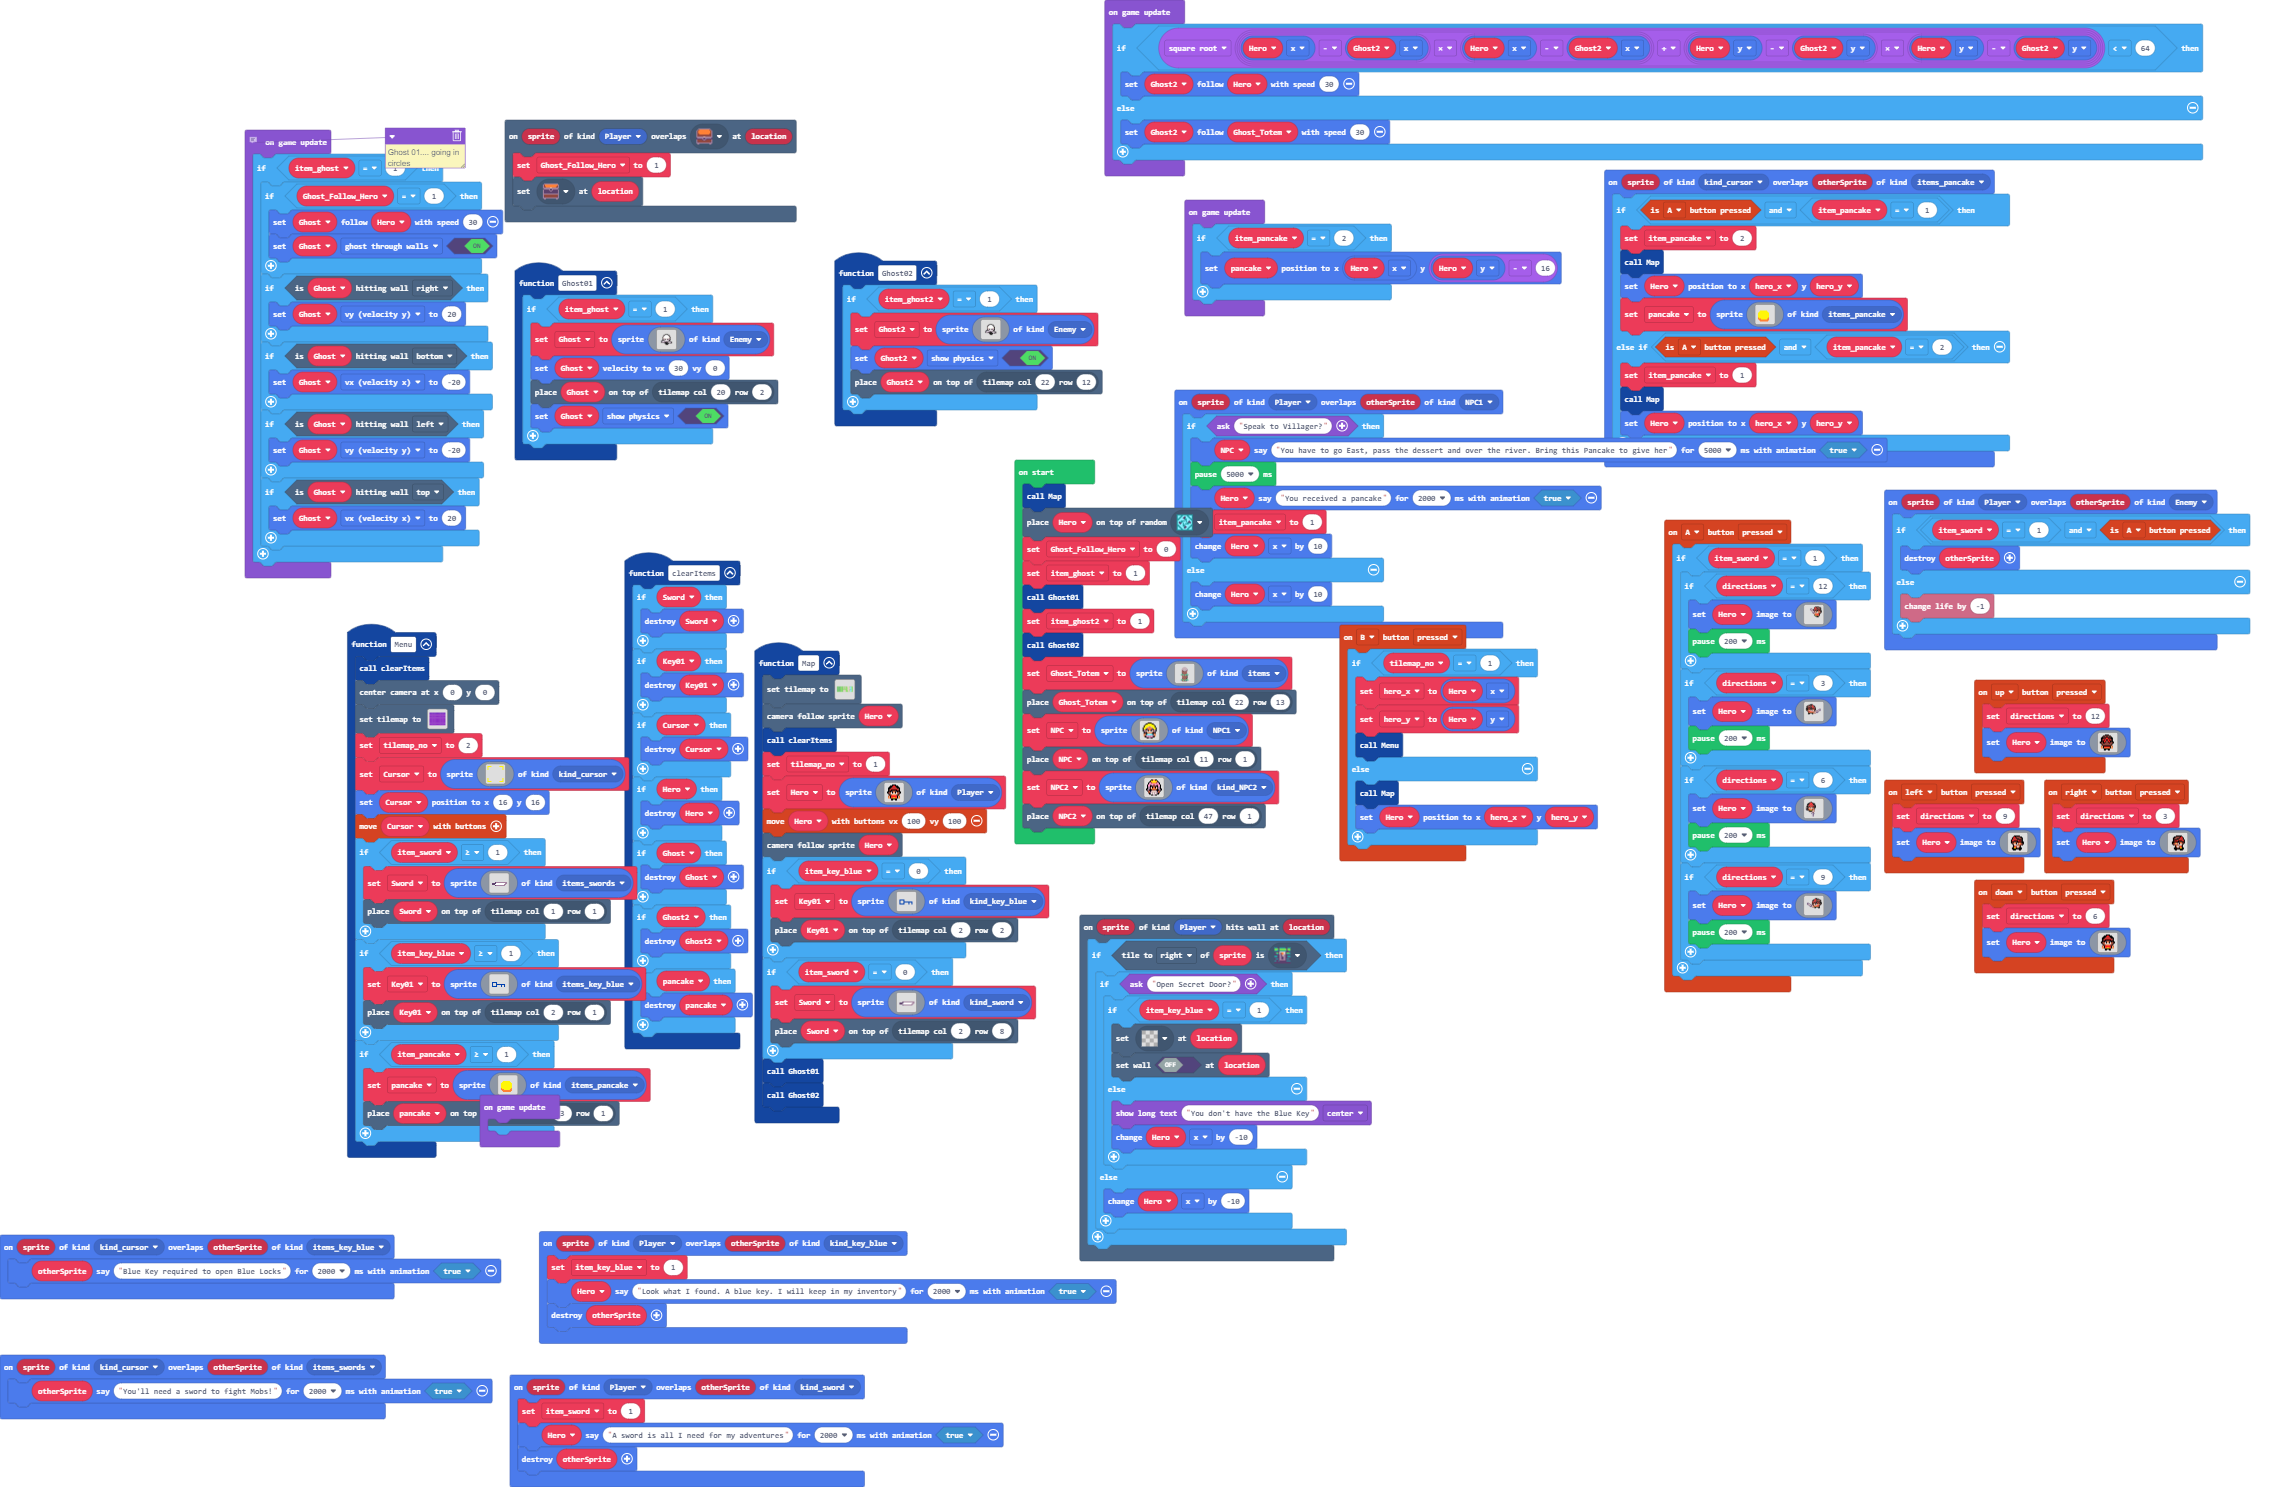 on game update
if square root Hero x - Ghost2 x x Hero x - Ghost2 x + Hero y - Ghost2 y x Hero y - Ghost2 y < 64 then
set Ghost2 follow Hero with speed 30
else
set Ghost2 follow Ghost_Totem with speed 30
on game update
Ghost 01.... going in
circles
if item_ghost = 1 then
if Ghost_Follow_Hero = 1 then
set Ghost follow Hero with speed 30
set Ghost ghost through walls ON
if is Ghost hitting wall right then
set Ghost vy (velocity y) to 20
if is Ghost hitting wall bottom then
set Ghost vx (velocity x) to -20
if is Ghost hitting wall left then
set Ghost vy (velocity y) to -20
if is Ghost hitting wall top then
set Ghost vx (velocity x) to 20
on sprite of kind Player overlaps at location
set Ghost_Follow_Hero to 1
set at location
function Ghost01
if item_ghost = 1 then
set Ghost to sprite of kind Enemy
set Ghost velocity to vx 30 vy 0
place Ghost on top of tilemap col 20 row 2
set Ghost show physics ON
function Ghost02
if item_ghost2 = 1 then
set Ghost2 to sprite of kind Enemy
set Ghost2 show physics ON
place Ghost2 on top of tilemap col 22 row 12
on game update
if item_pancake = 2 then
set pancake position to x Hero x y Hero y - 16
on sprite of kind kind_cursor overlaps otherSprite of kind items_pancake
if is A button pressed and item_pancake = 1 then
set item_pancake to 2
call Map
set Hero position to x hero_x y hero_y
set pancake to sprite of kind items_pancake
else if is A button pressed and item_pancake = 2 then
set item_pancake to 1
call Map
set Hero position to x hero_x y hero_y
on sprite of kind Player overlaps otherSprite of kind NPC1
if ask "Speak to Villager?" then
NPC say "You have to go East, pass the dessert and over the river. Bring this Pancake to give her" for 5000 ms with animation true
pause 5000 ms
Hero say "You received a pancake" for 2000 ms with animation true
item_pancake to 1
change Hero x by 10
else
change Hero x by 10
on start
call Map
place Hero on top of random
set Ghost_Follow_Hero to 0
set item_ghost to 1
call Ghost01
set item_ghost2 to 1
call Ghost02
set Ghost_Totem to sprite of kind items
place Ghost_Totem on top of tilemap col 22 row 13
set NPC to sprite of kind NPC1
place NPC on top of tilemap col 11 row 1
set NPC2 to sprite of kind kind_NPC2
place NPC2 on top of tilemap col 47 row 1
on B button pressed
if tilemap_no = 1 then
set hero_x to Hero x
set hero_y to Hero y
call Menu
else
call Map
set Hero position to x hero_x y hero_y
on A button pressed
if item_sword = 1 then
if directions = 12 then
set Hero image to
pause 200 ms
if directions = 3 then
set Hero image to
pause 200 ms
if directions = 6 then
set Hero image to
pause 200 ms
if directions = 9 then
set Hero image to
pause 200 ms
on sprite of kind Player overlaps otherSprite of kind Enemy
if item_sword = 1 and is A button pressed then
destroy otherSprite
else
change life by -1
on up button pressed
set directions to 12
set Hero image to
on left button pressed
set directions to 9
set Hero image to
on right button pressed
set directions to 3
set Hero image to
on down button pressed
set directions to 6
set Hero image to
function Menu
call clearItems
center camera at x 0 y 0
set tilemap to
set tilemap_no to 2
set Cursor to sprite of kind kind_cursor
set Cursor position to x 16 y 16
move Cursor with buttons
if item_sword ≥ 1 then
set Sword to sprite of kind items_swords
place Sword on top of tilemap col 1 row 1
if item_key_blue ≥ 1 then
set Key01 to sprite of kind items_key_blue
place Key01 on top of tilemap col 2 row 1
if item_pancake ≥ 1 then
set pancake to sprite of kind items_pancake
place pancake on top 3 row 1
on game update
function clearItems
if Sword then
destroy Sword
if Key01 then
destroy Key01
if Cursor then
destroy Cursor
if Hero then
destroy Hero
if Ghost then
destroy Ghost
if Ghost2 then
destroy Ghost2
if pancake then
destroy pancake
function Map
set tilemap to
camera follow sprite Hero
call clearItems
set tilemap_no to 1
set Hero to sprite of kind Player
move Hero with buttons vx 100 vy 100
camera follow sprite Hero
if item_key_blue = 0 then
set Key01 to sprite of kind kind_key_blue
place Key01 on top of tilemap col 2 row 2
if item_sword = 0 then
set Sword to sprite of kind kind_sword
place Sword on top of tilemap col 2 row 8
call Ghost01
call Ghost02
on sprite of kind Player hits wall at location
if tile to right of sprite is then
if ask "Open Secret Door?" then
if item_key_blue = 1 then
set at location
set wall OFF at location
else
show long text "You don't have the Blue Key" center
change Hero x by -10
else
change Hero x by -10
on sprite of kind kind_cursor overlaps otherSprite of kind items_key_blue
otherSprite say "Blue Key required to open Blue Locks" for 2000 ms with animation true
on sprite of kind Player overlaps otherSprite of kind kind_key_blue
set item_key_blue to 1
Hero say "Look what I found. A blue key. I will keep in my inventory" for 2000 ms with animation true
destroy otherSprite
on sprite of kind kind_cursor overlaps otherSprite of kind items_swords
otherSprite say "You'll need a sword to fight Mobs!" for 2000 ms with animation true
on sprite of kind Player overlaps otherSprite of kind kind_sword
set item_sword to 1
Hero say "A sword is all I need for my adventures" for 2000 ms with animation true
destroy otherSprite